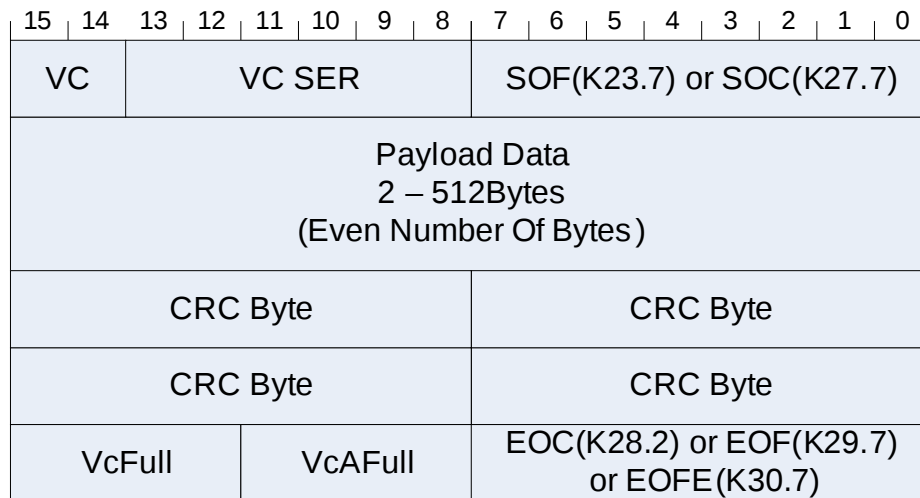 15 14 13 12 11 10 9 8 7 6 5 4 3 2 1 0
VC VC SER SOF(K23.7) or SOC(K27.7)
Payload Data
2 – 512Bytes
(Even Number Of Bytes)
CRC Byte CRC Byte
CRC Byte CRC Byte
VcFull VcAFull EOC(K28.2) or EOF(K29.7)
or EOFE(K30.7)